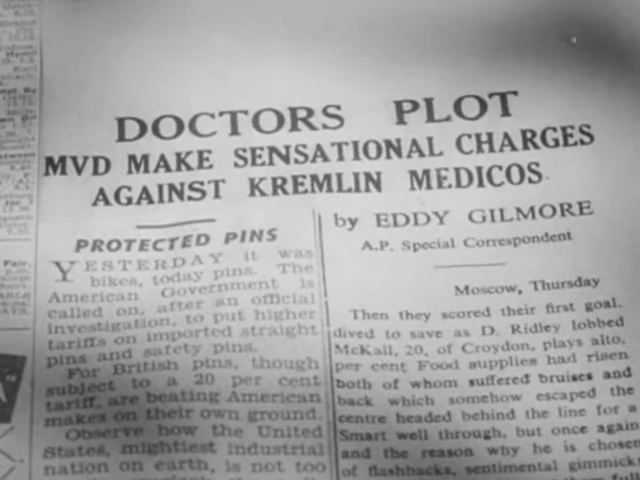 DOCTORS PLOT
MVD MAKE SENSATIONAL CHARGES
AGAINST KREMLIN MEDICOS.
PROTECTED PINS
YESTERDAY it was
bikes, today pins. The
American Government is
called on, after an official
investigation, to put higher
tariffs on imported straight
pins and safety pins.
For British pins, though
subject to a 20 per cent
tariff, are beating American
makes on their own ground.
Observe how the United
States, mightiest industrial
nation on earth, is not too
by EDDY GILMORE
A.P. Special Correspondent
Moscow, Thursday
Then they scored their first goal.
dived to save as D. Ridley lobbed
McKall, 20, of Croydon, plays alto,
per cent Food supplies had risen
both of whom suffered bruises and
back which somehow escaped the
centre headed behind the line for a
Smart well through, but once again
and the reason why he is chosen
of flashbacks, sentimental gimmicks